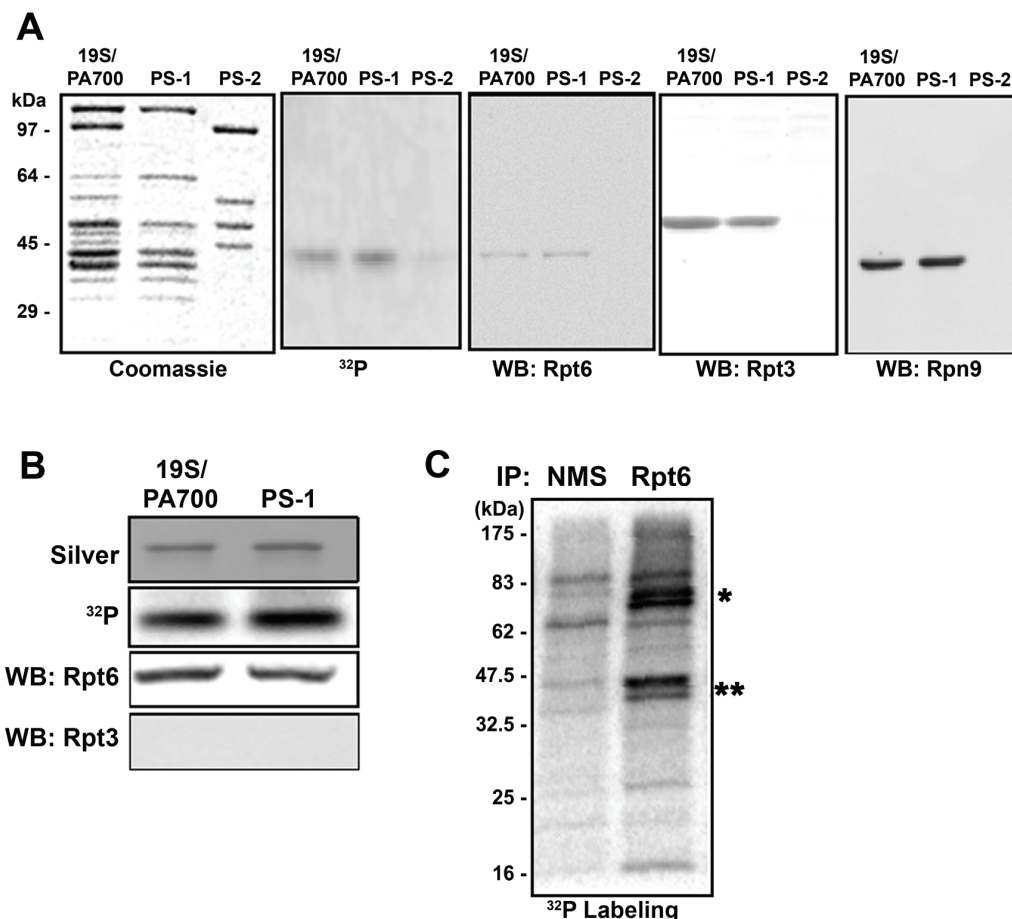 A
19S/ PA700 PS-1 PS-2
19S/ PA700 PS-1 PS-2
19S/ PA700 PS-1 PS-2
19S/ PA700 PS-1 PS-2
19S/ PA700 PS-1 PS-2
kDa
97 -
64 -
45 -
29 -
Coomassie
³²P
WB: Rpt6
WB: Rpt3
WB: Rpn9
B
19S/
PA700 PS-1
Silver
³²P
WB: Rpt6
WB: Rpt3
C
IP: NMS Rpt6
(kDa)
175 -
83 -
*
62 -
47.5 -
**
32.5 -
25 -
16 -
³²P Labeling